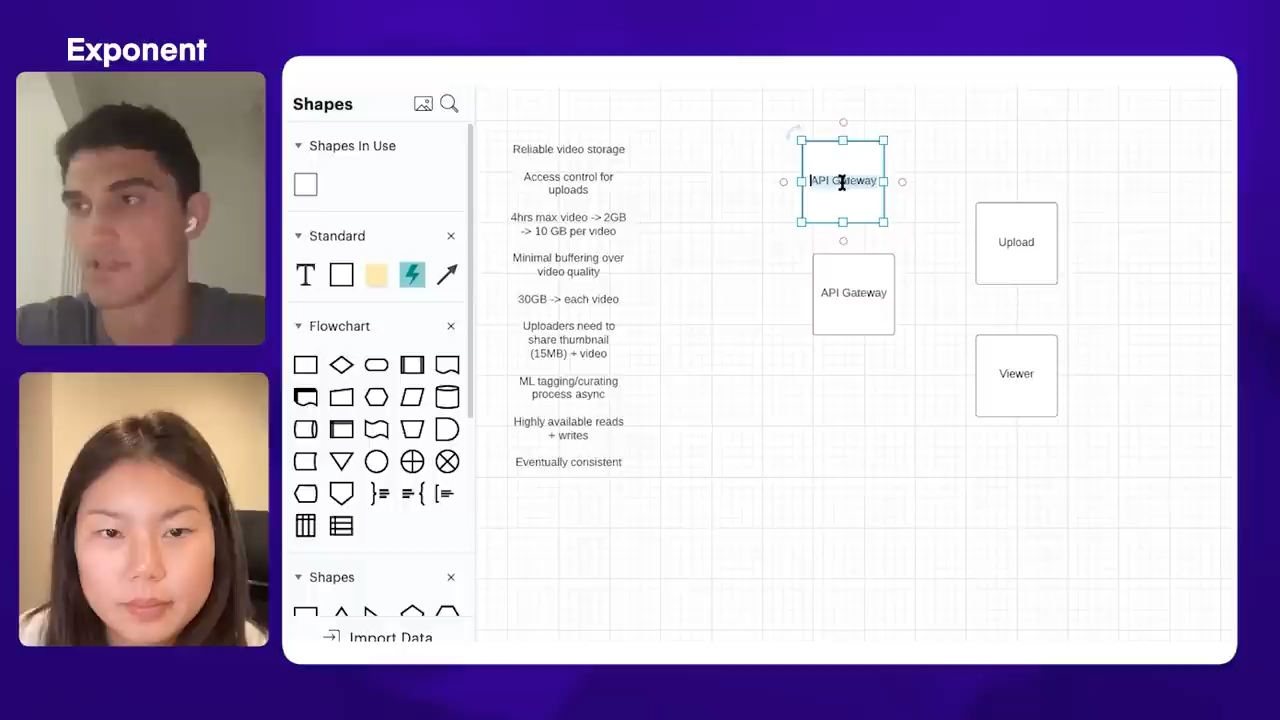 Exponent
Shapes
Shapes In Use
Standard
T
Flowchart
Shapes
Import Data
Reliable video storage
Access control for
uploads
4hrs max video -> 2GB
-> 10 GB per video
Minimal buffering over
video quality
30GB -> each video
Uploaders need to
share thumbnail
(15MB) + video
ML tagging/curating
process async
Highly available reads
+ writes
Eventually consistent
API Gateway
API Gateway
Upload
Viewer